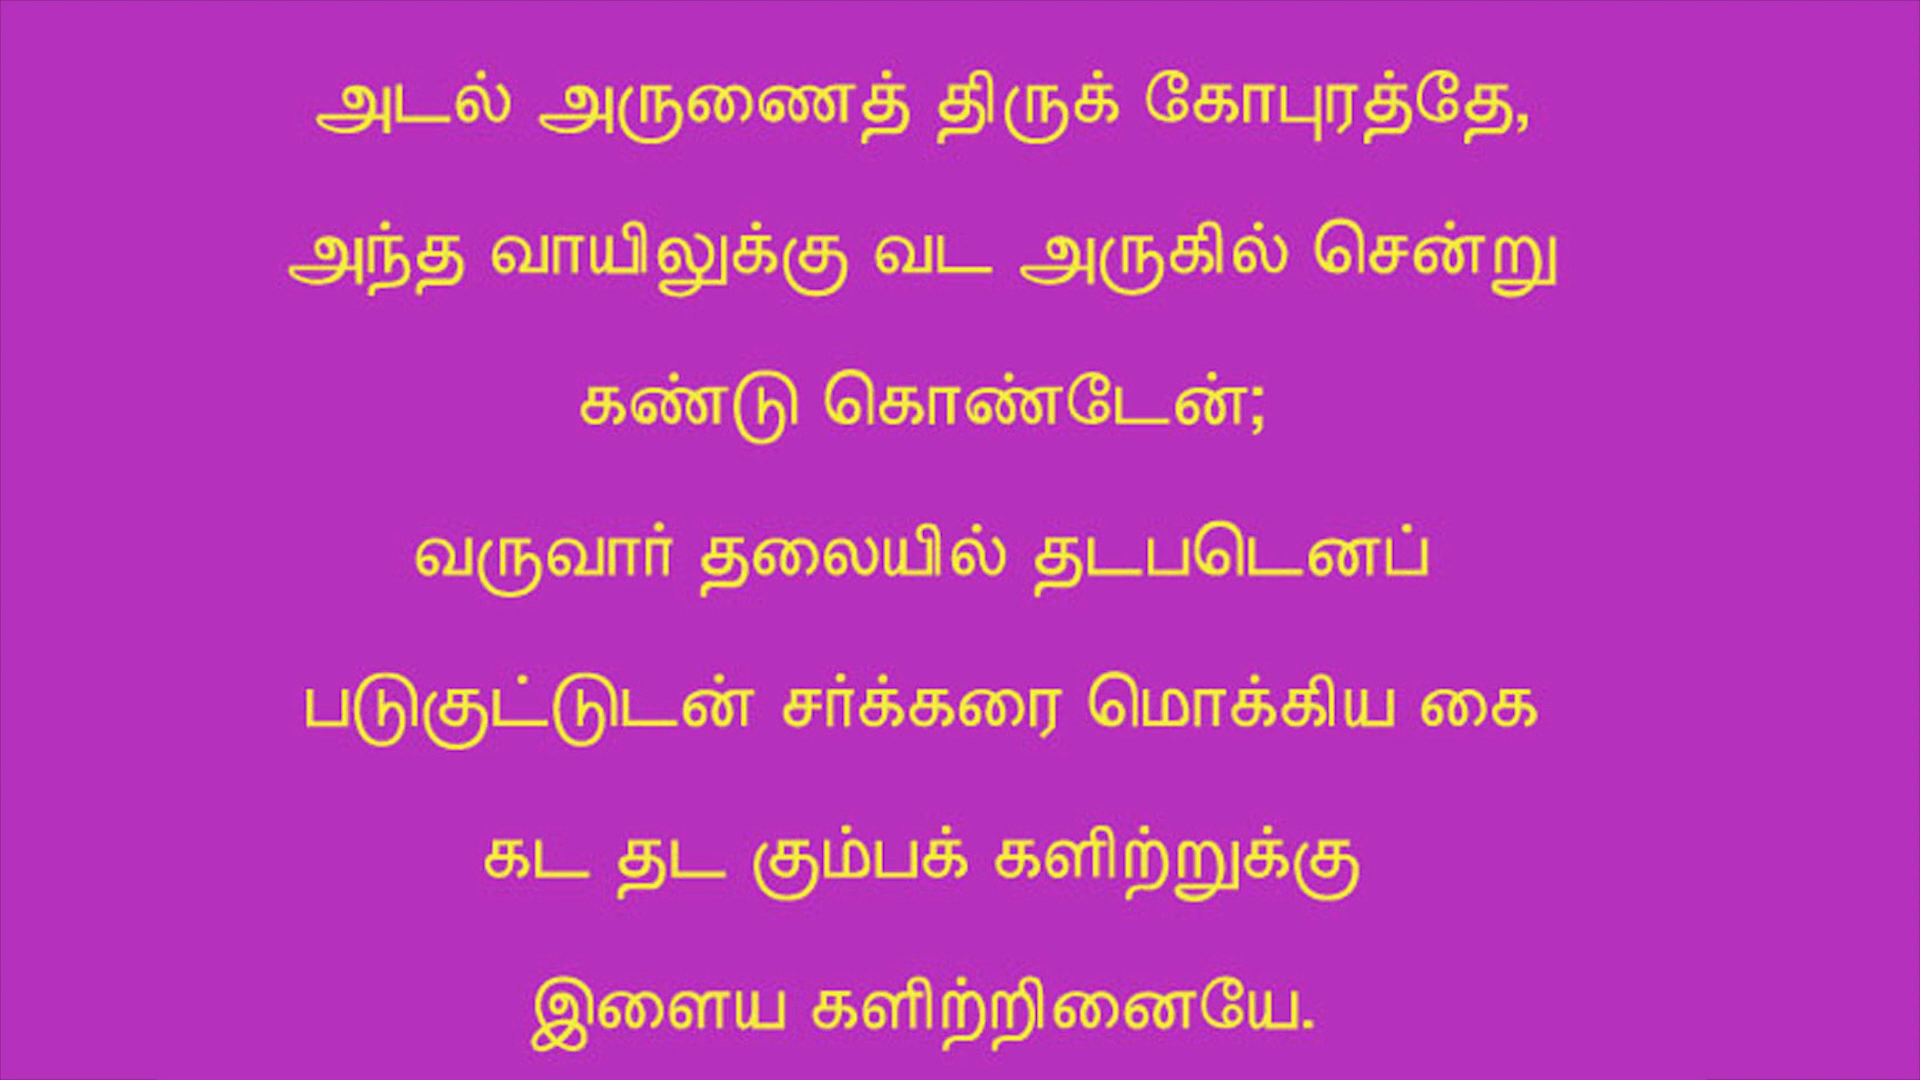 அடல் அருணைத் திருக் கோபுரத்தே,
அந்த வாயிலுக்கு வட அருகில் சென்று
கண்டு கொண்டேன்;
வருவார் தலையில் தடபடெனப்
படுகுட்டுடன் சர்க்கரை மொக்கிய கை
கட தட கும்பக் களிற்றுக்கு
இளைய களிற்றினையே.